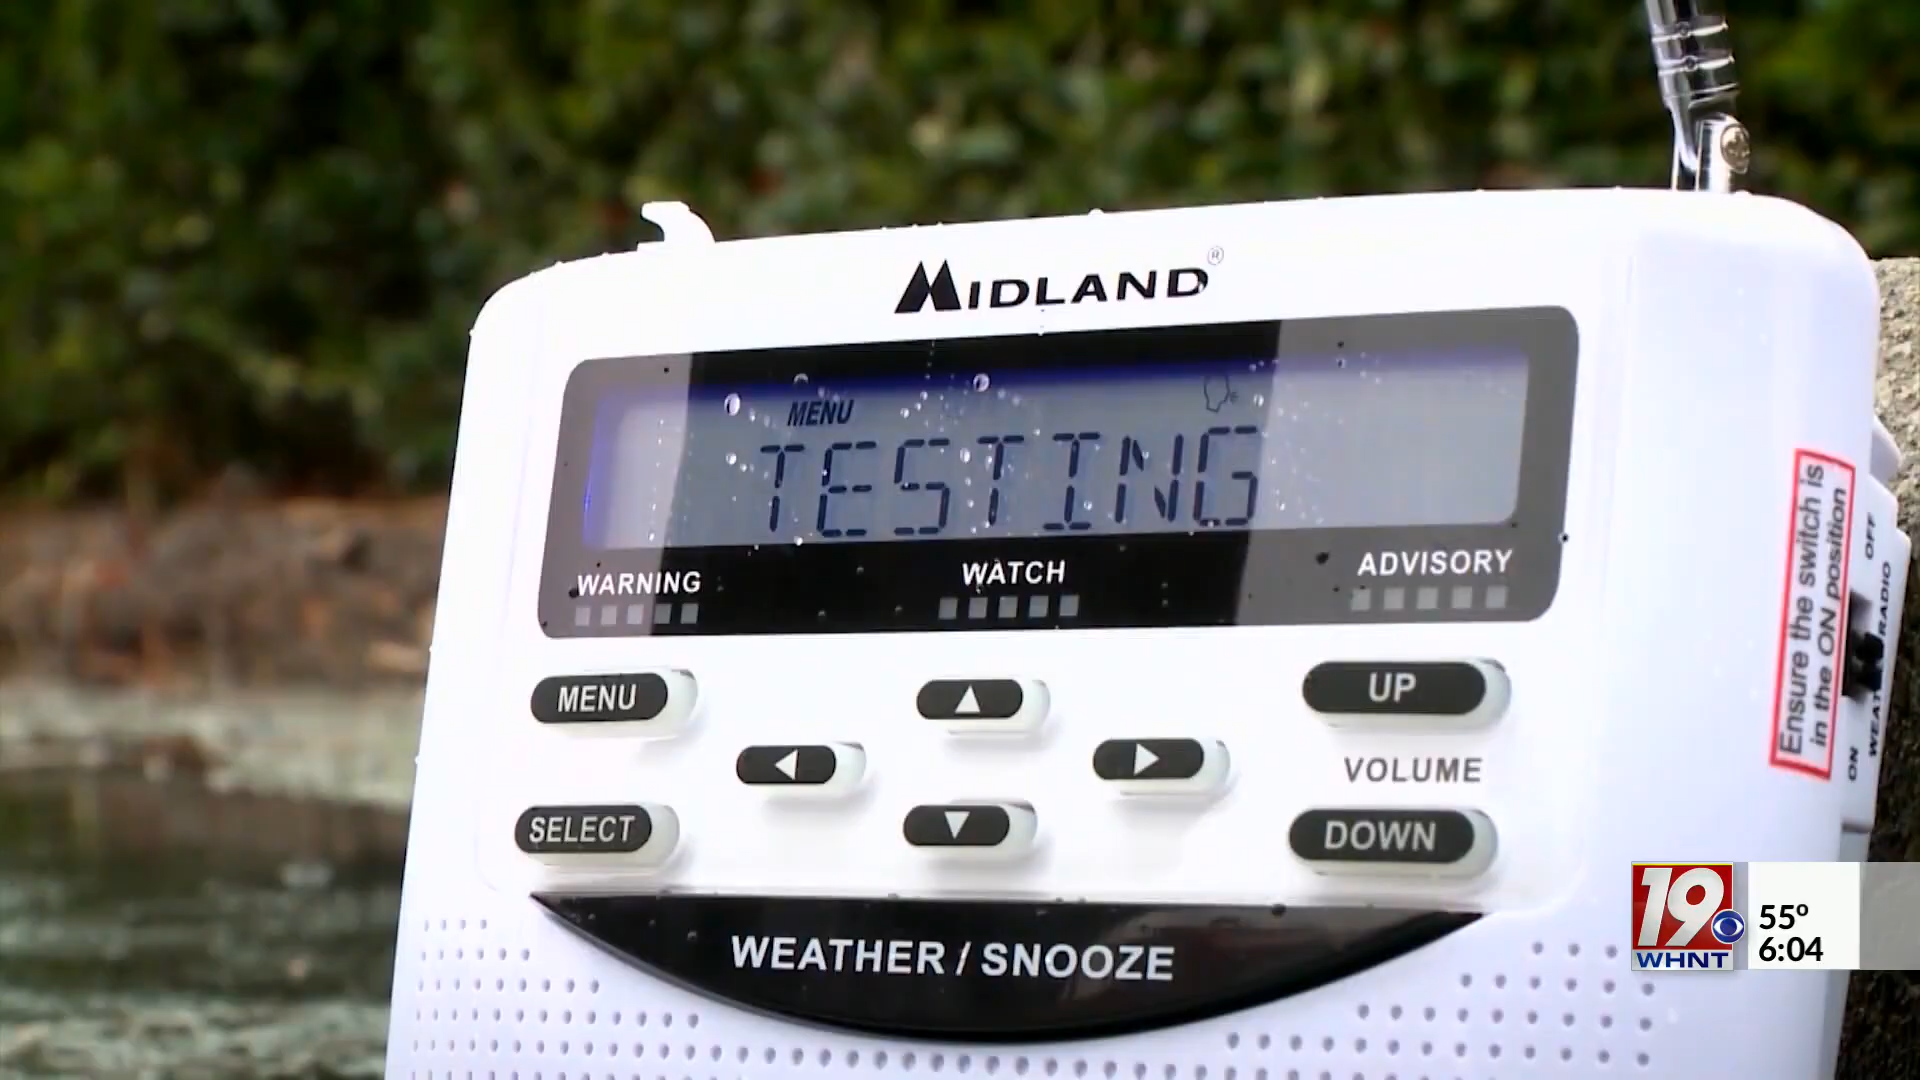 MIDLAND®
MENU
TESTING
WARNING
WATCH
ADVISORY
MENU
UP
VOLUME
SELECT
DOWN
WEATHER / SNOOZE
Ensure the switch is
in the ON position
ON
OFF
RADIO
19
WHNT
55º
6:04